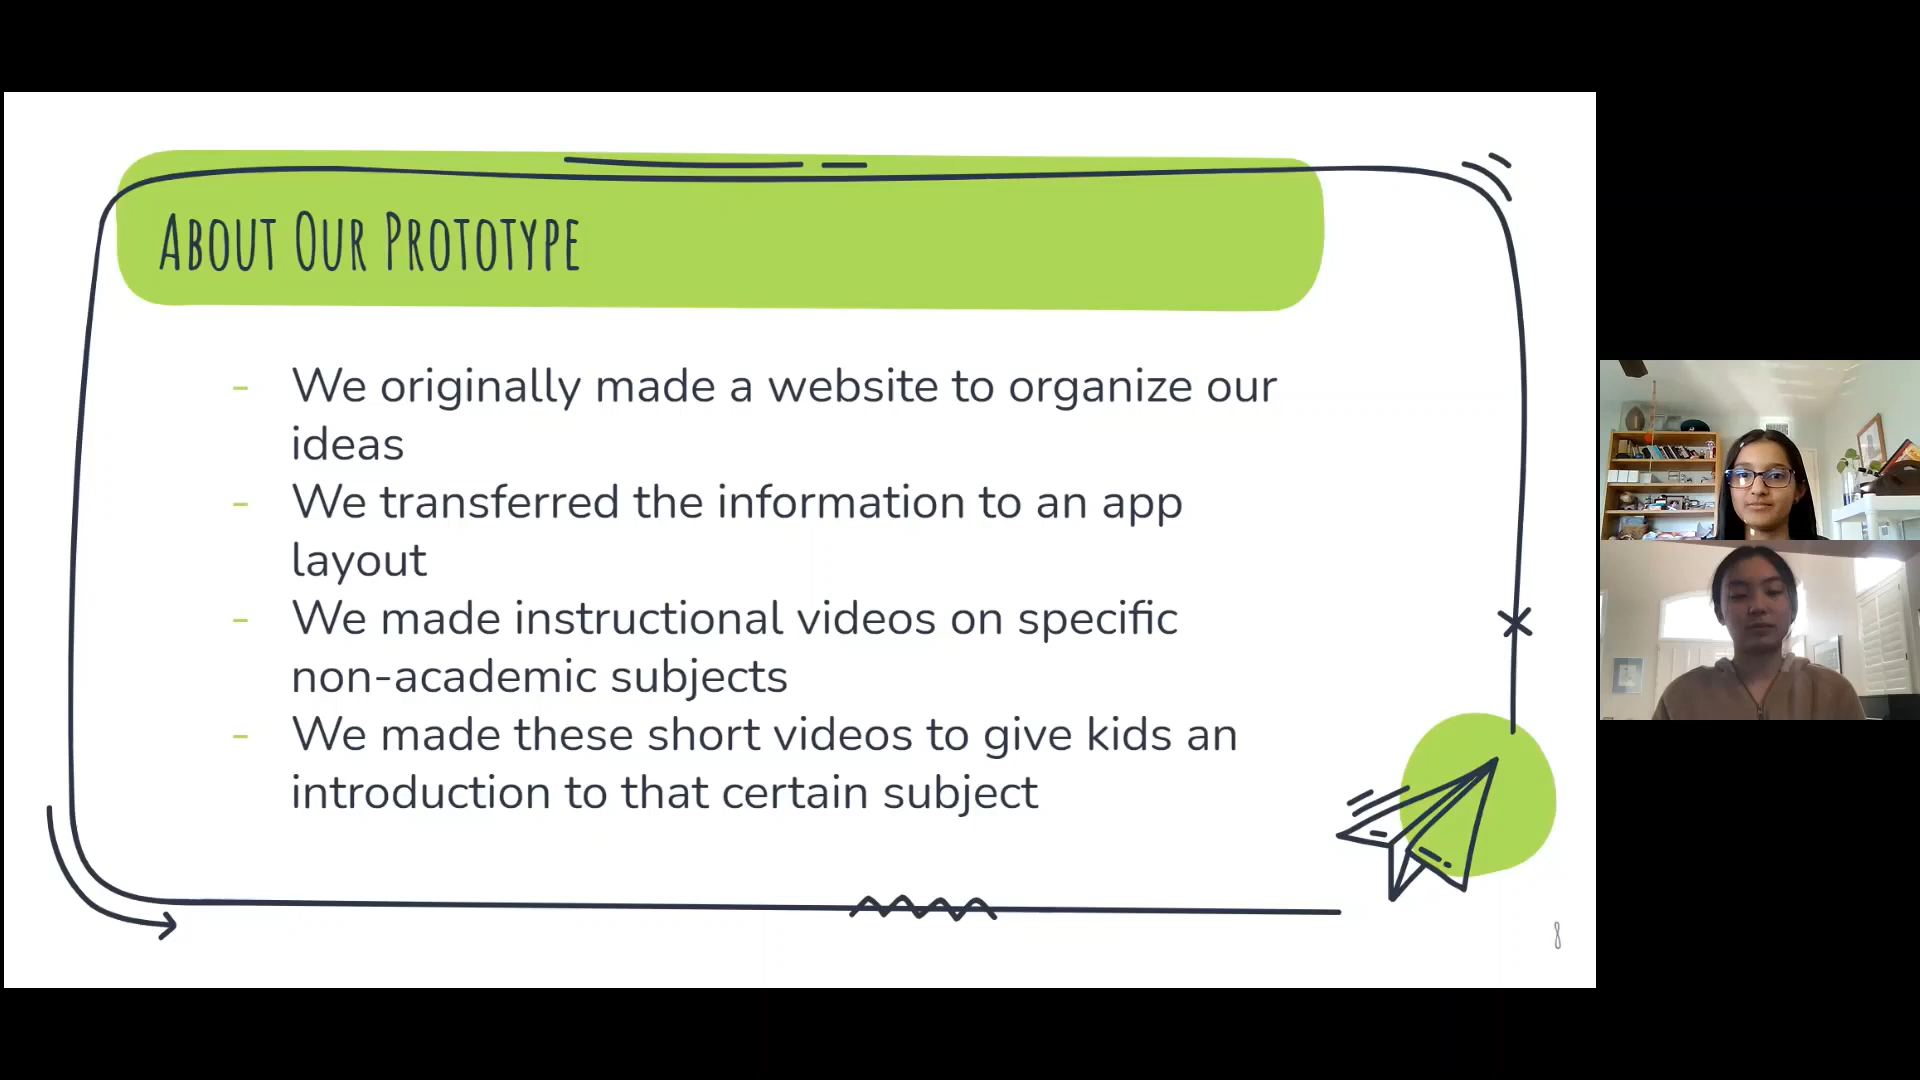 About Our Prototype
- We originally made a website to organize our
ideas
- We transferred the information to an app
layout
- We made instructional videos on specific
non-academic subjects
- We made these short videos to give kids an
introduction to that certain subject
8